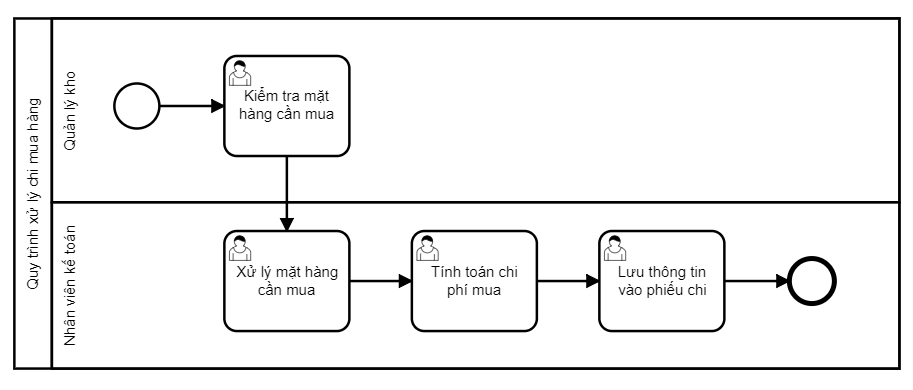 Quy trình xử lý chi mua hàng
Quản lý kho
Kiểm tra mặt
hàng cần mua
Nhân viên kế toán
Xử lý mặt hàng
cần mua
Tính toán chi
phí mua
Lưu thông tin
vào phiếu chi